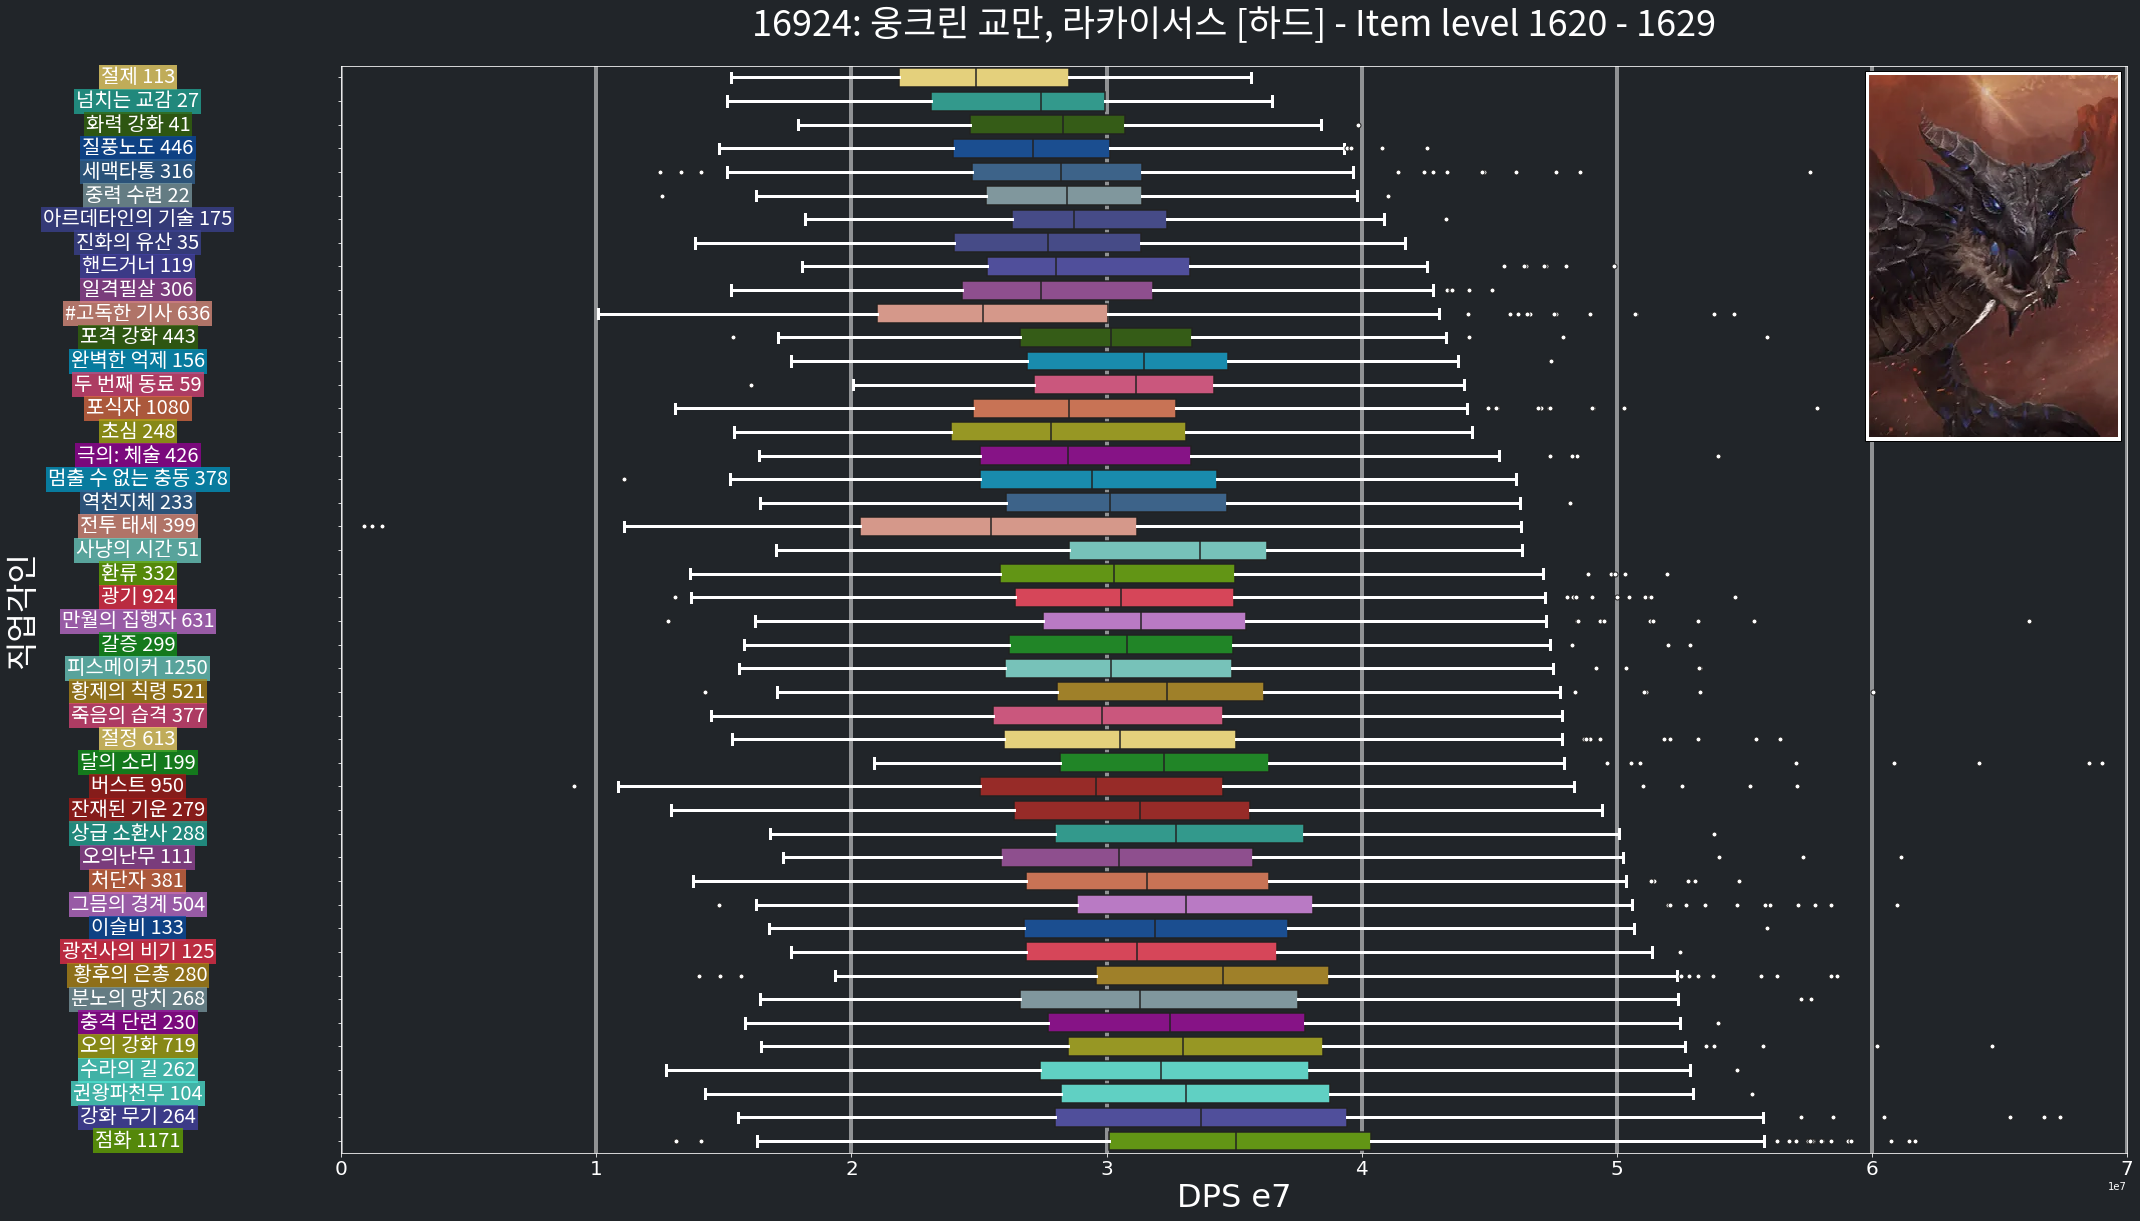 16924: 웅크린 교만, 라카이서스 [하드] - Item level 1620 - 1629
절제 113
넘치는 교감 27
화력 강화 41
질풍노도 446
세맥타통 316
중력 수련 22
아르데타인의 기술 175
진화의 유산 35
핸드거너 119
일격필살 306
#고독한 기사 636
포격 강화 443
완벽한 억제 156
두 번째 동료 59
포식자 1080
초심 248
극의: 체술 426
멈출 수 없는 충동 378
역천지체 233
전투 태세 399
사냥의 시간 51
환류 332
광기 924
만월의 집행자 631
갈증 299
피스메이커 1250
황제의 칙령 521
죽음의 습격 377
절정 613
달의 소리 199
버스트 950
잔재된 기운 279
상급 소환사 288
오의난무 111
처단자 381
그믐의 경계 504
이슬비 133
광전사의 비기 125
황후의 은총 280
분노의 망치 268
충격 단련 230
오의 강화 719
수라의 길 262
권왕파천무 104
강화 무기 264
점화 1171
직업각인
0 1 2 3 4 5 6 7
1e7
DPS e7